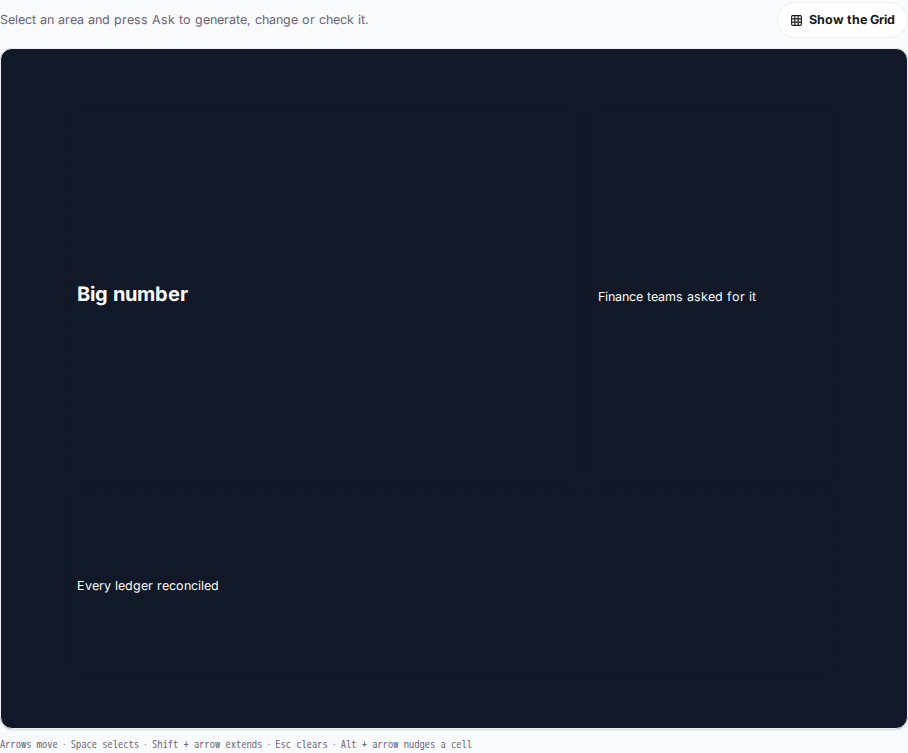 Select an area and press Ask to generate, change or check it.
Show the Grid
Big number
Finance teams asked for it
Every ledger reconciled
Arrows move · Space selects · Shift + arrow extends · Esc clears · Alt + arrow nudges a cell